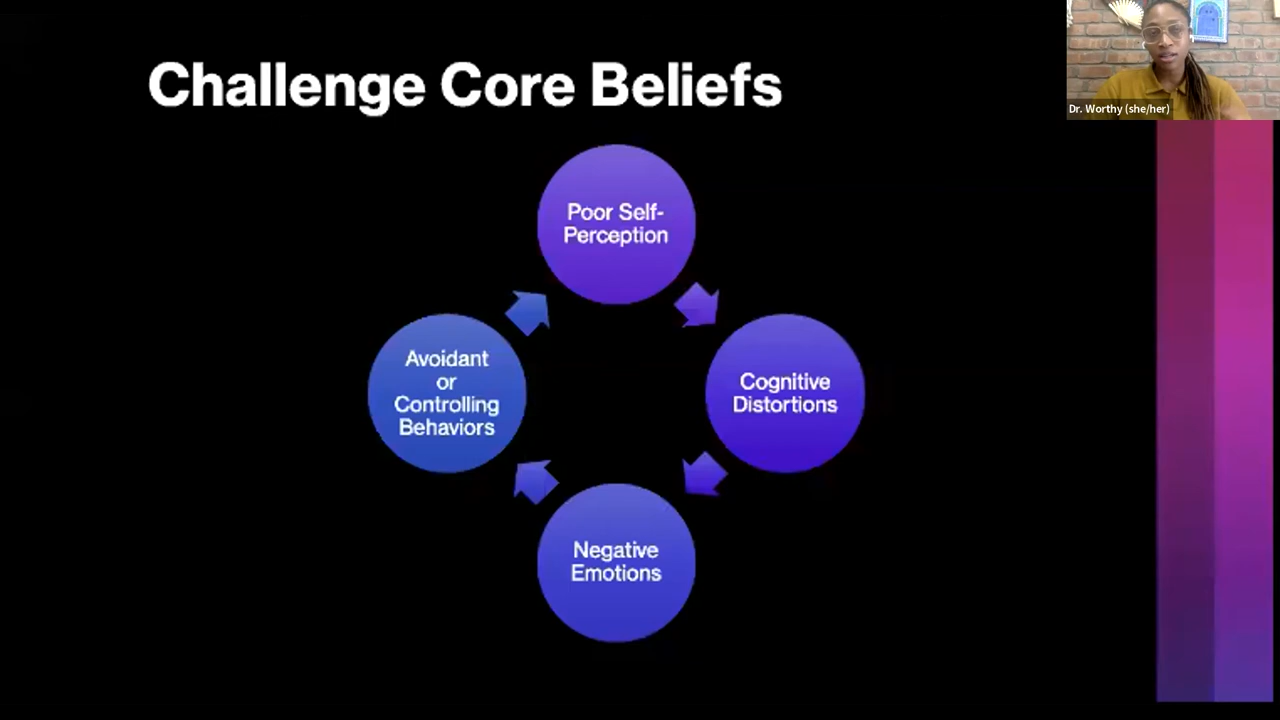 Challenge Core Beliefs
Dr. Worthy (she/her)
Poor Self-
Perception
Cognitive
Distortions
Negative
Emotions
Avoidant
or
Controlling
Behaviors